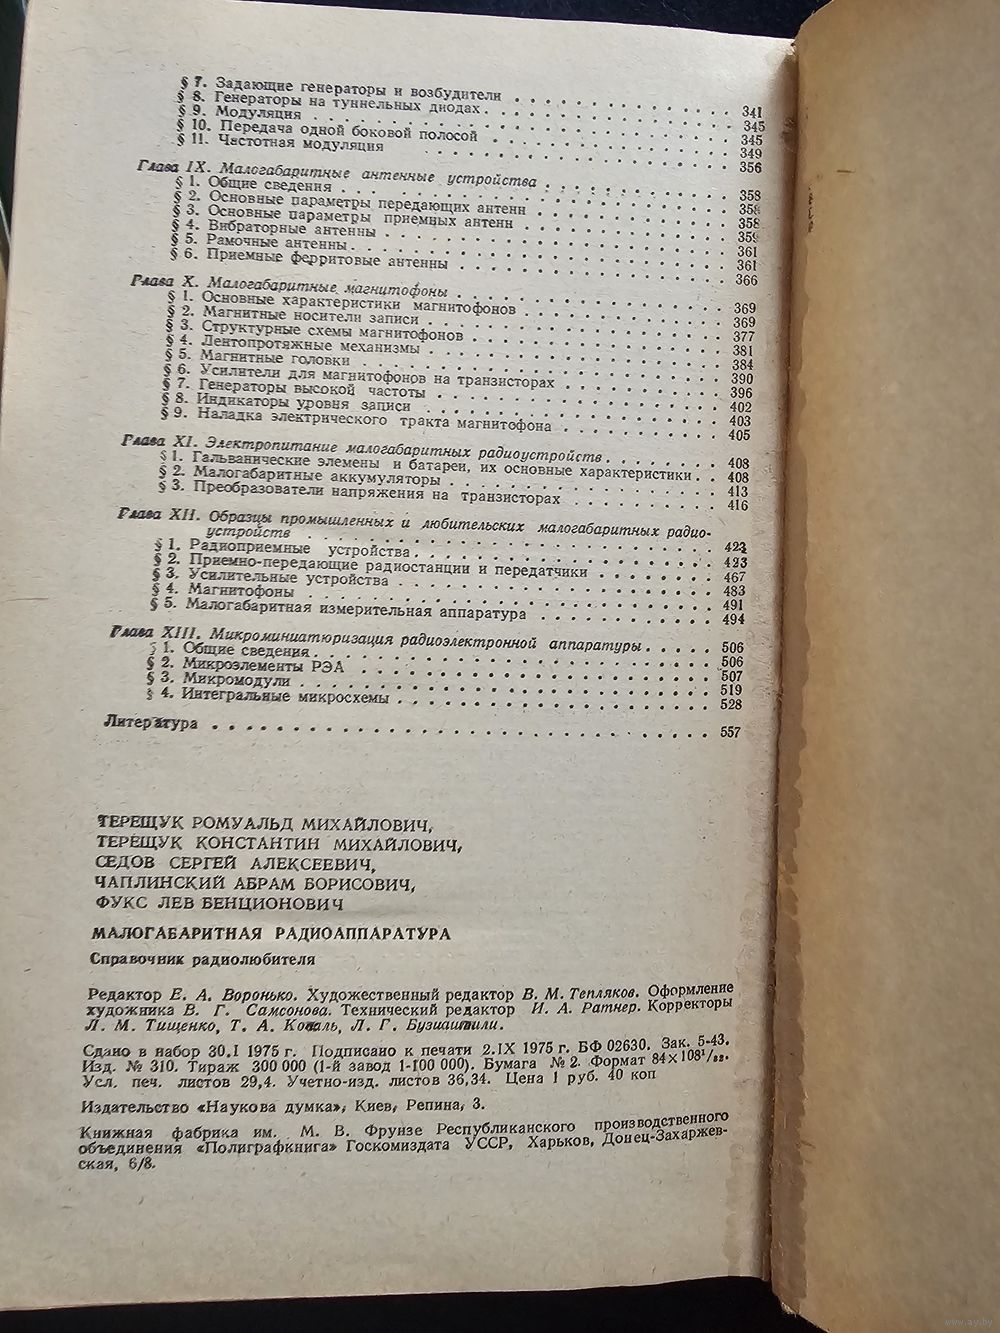 § 7. Задающие генераторы и возбудители . . . . . . . . . . . . 341
§ 8. Генераторы на туннельных диодах . . . . . . . . . . . . 345
§ 9. Модуляция . . . . . . . . . . . . 345
§ 10. Передача одной боковой полосой . . . . . . . . . . . . 349
§ 11. Частотная модуляция . . . . . . . . . . . . 356
Глава IX. Малогабаритные антенные устройства . . . . . . . . . . 358
§ 1. Общие сведения . . . . . . . . . . . . 358
§ 2. Основные параметры передающих антенн . . . . . . . . . . 358
§ 3. Основные параметры приемных антенн . . . . . . . . . . 359
§ 4. Вибраторные антенны . . . . . . . . . . . . 361
§ 5. Рамочные антенны . . . . . . . . . . . . 361
§ 6. Приемные ферритовые антенны . . . . . . . . . . . . 366
Глава X. Малогабаритные магнитофоны . . . . . . . . . . . . 369
§ 1. Основные характеристики магнитофонов . . . . . . . . . . 369
§ 2. Магнитные носители записи . . . . . . . . . . . . 377
§ 3. Структурные схемы магнитофонов . . . . . . . . . . . . 381
§ 4. Лентопротяжные механизмы . . . . . . . . . . . . 384
§ 5. Магнитные головки . . . . . . . . . . . . 390
§ 6. Усилители для магнитофонов на транзисторах . . . . . . . . 396
§ 7. Генераторы высокой частоты . . . . . . . . . . . . 402
§ 8. Индикаторы уровня записи . . . . . . . . . . . . 403
§ 9. Наладка электрического тракта магнитофона . . . . . . . . 405
Глава XI. Электропитание малогабаритных радиоустройств . . . . . . . 408
§ 1. Гальванические элемены и батареи, их основные характеристики . . 408
§ 2. Малогабаритные аккумуляторы . . . . . . . . . . . . 413
§ 3. Преобразователи напряжения на транзисторах . . . . . . . . 416
Глава XII. Образцы промышленных и любительских малогабаритных радио-
устройств . . . . . . . . . . . . 423
§ 1. Радиоприемные устройства . . . . . . . . . . . . 423
§ 2. Приемно-передающие радиостанции и передатчики . . . . . . . 467
§ 3. Усилительные устройства . . . . . . . . . . . . 483
§ 4. Магнитофоны . . . . . . . . . . . . 491
§ 5. Малогабаритная измерительная аппаратура . . . . . . . . . . 494
Глава XIII. Микроминиатюризация радиоэлектронной аппаратуры . . . . . 506
§ 1. Общие сведения . . . . . . . . . . . . 506
§ 2. Микроэлементы РЭА . . . . . . . . . . . . 507
§ 3. Микромодули . . . . . . . . . . . . 519
§ 4. Интегральные микросхемы . . . . . . . . . . . . 528
Литература . . . . . . . . . . . . 557
ТЕРЕЩУК РОМУАЛЬД МИХАЙЛОВИЧ,
ТЕРЕЩУК КОНСТАНТИН МИХАЙЛОВИЧ,
СЕДОВ СЕРГЕЙ АЛЕКСЕЕВИЧ,
ЧАПЛИНСКИЙ АБРАМ БОРИСОВИЧ,
ФУКС ЛЕВ БЕНЦИОНОВИЧ
МАЛОГАБАРИТНАЯ РАДИОАППАРАТУРА
Справочник радиолюбителя
Редактор Е. А. Воронько. Художественный редактор В. М. Тепляков. Оформление
художника В. Г. Самсонова. Технический редактор И. А. Ратнер. Корректоры
Л. М. Тищенко, Т. А. Коваль, Л. Г. Бузиашвили.
Сдано в набор 30.I 1975 г. Подписано к печати 2.IX 1975 г. БФ 02630. Зак. 5-43.
Изд. № 310. Тираж 300 000 (1-й завод 1-100 000). Бумага № 2. Формат 84×108¹/₃₂.
Усл. печ. листов 29,4. Учетно-изд. листов 36,34. Цена 1 руб. 40 коп
Издательство «Наукова думка», Киев, Репина, 3.
Книжная фабрика им. М. В. Фрунзе Республиканского производственного
объединения «Полиграфкнига» Госкомиздата УССР, Харьков, Донец-Захаржев-
ская, 6/8.
www.ay.by